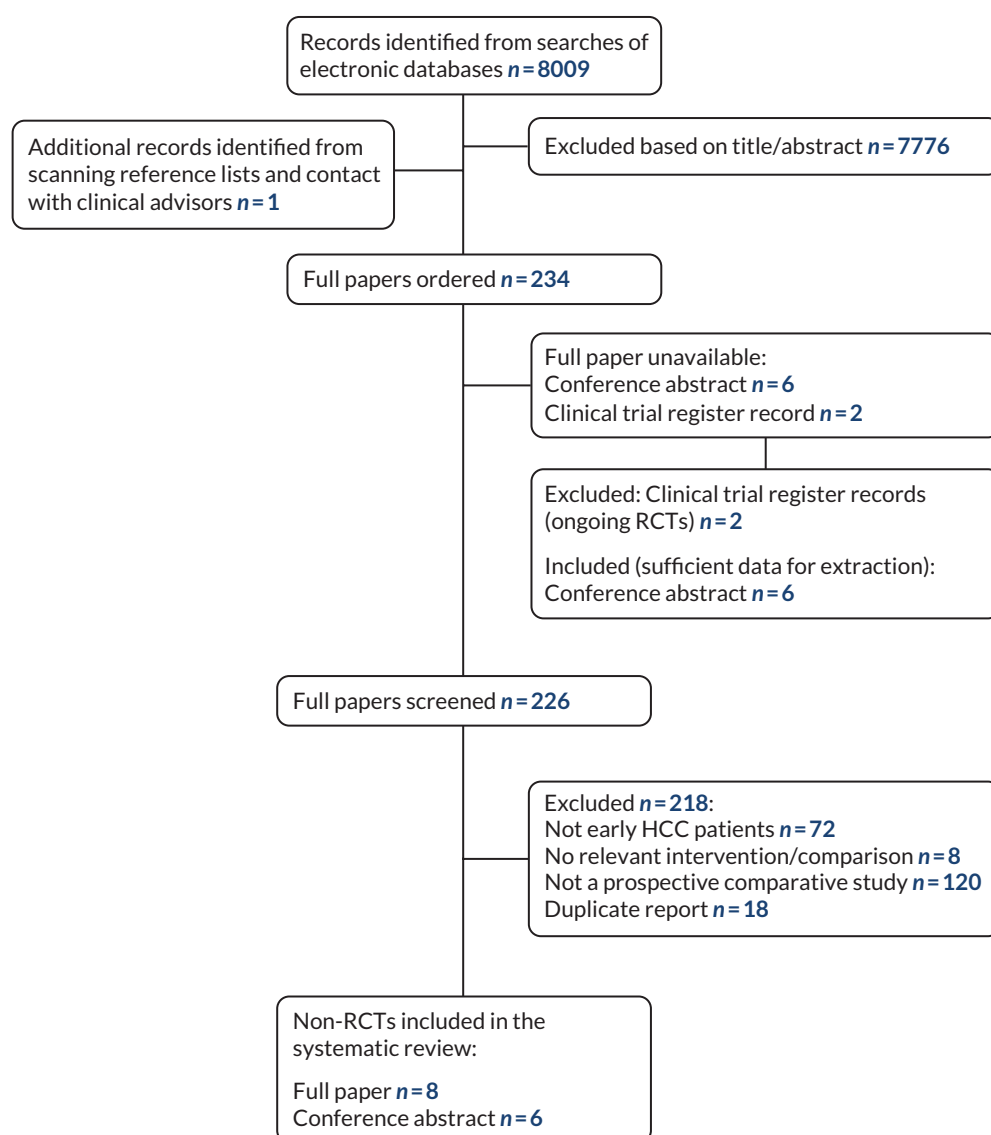 Records identified from searches of
electronic databases n=8009
Additional records identified from
scanning reference lists and contact
with clinical advisors n=1
Excluded based on title/abstract n=7776
Full papers ordered n=234
Full paper unavailable:
Conference abstract n=6
Clinical trial register record n=2
Excluded: Clinical trial register records
(ongoing RCTs) n=2
Included (sufficient data for extraction):
Conference abstract n=6
Full papers screened n=226
Excluded n=218:
Not early HCC patients n=72
No relevant intervention/comparison n=8
Not a prospective comparative study n=120
Duplicate report n=18
Non-RCTs included in the
systematic review:
Full paper n=8
Conference abstract n=6